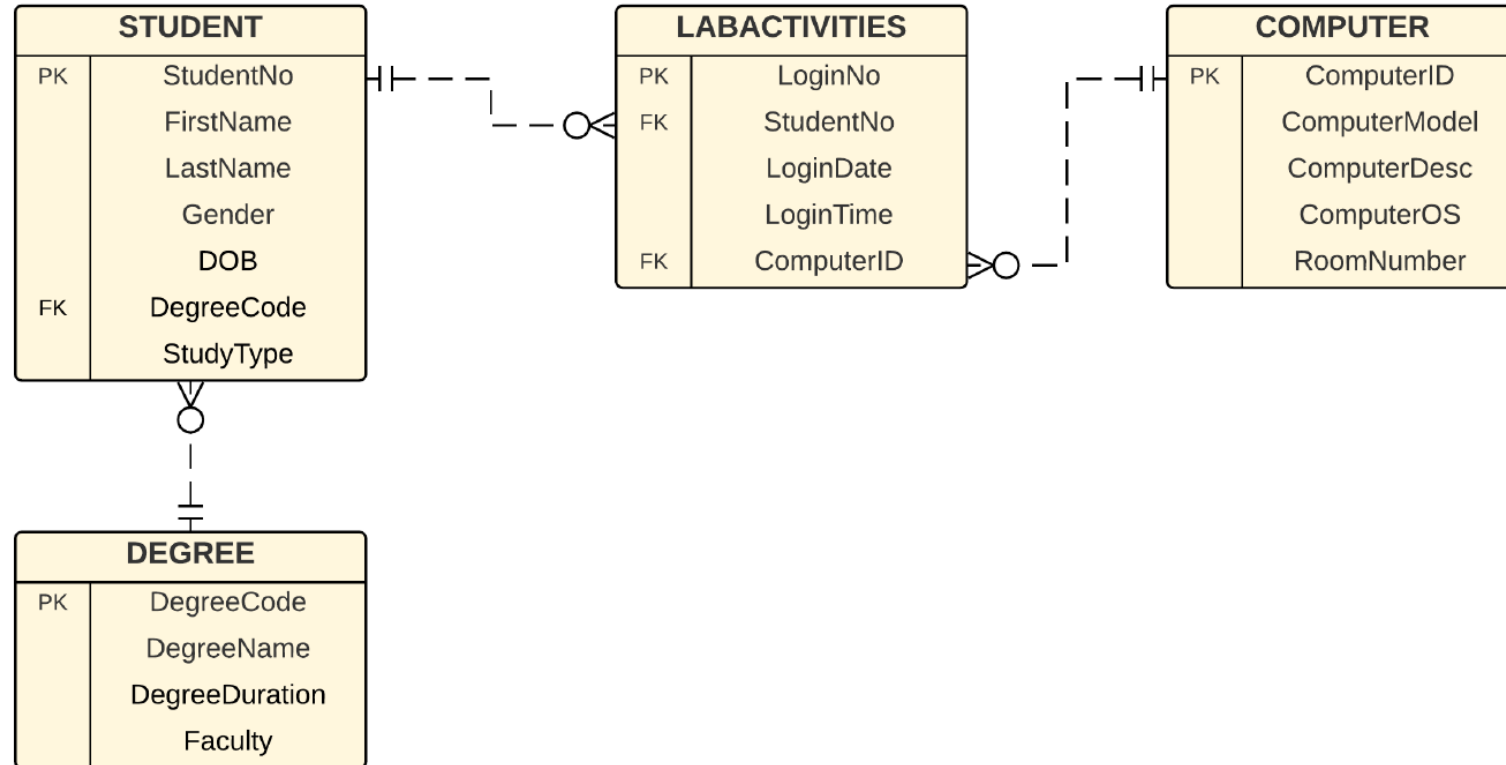 STUDENT
PK StudentNo
FirstName
LastName
Gender
DOB
FK DegreeCode
StudyType
LABACTIVITIES
PK LoginNo
FK StudentNo
LoginDate
LoginTime
FK ComputerID
COMPUTER
PK ComputerID
ComputerModel
ComputerDesc
ComputerOS
RoomNumber
DEGREE
PK DegreeCode
DegreeName
DegreeDuration
Faculty